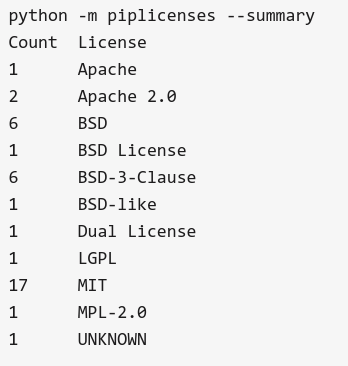 python -m piplicenses --summary
Count  License
1      Apache
2      Apache 2.0
6      BSD
1      BSD License
6      BSD-3-Clause
1      BSD-like
1      Dual License
1      LGPL
17     MIT
1      MPL-2.0
1      UNKNOWN